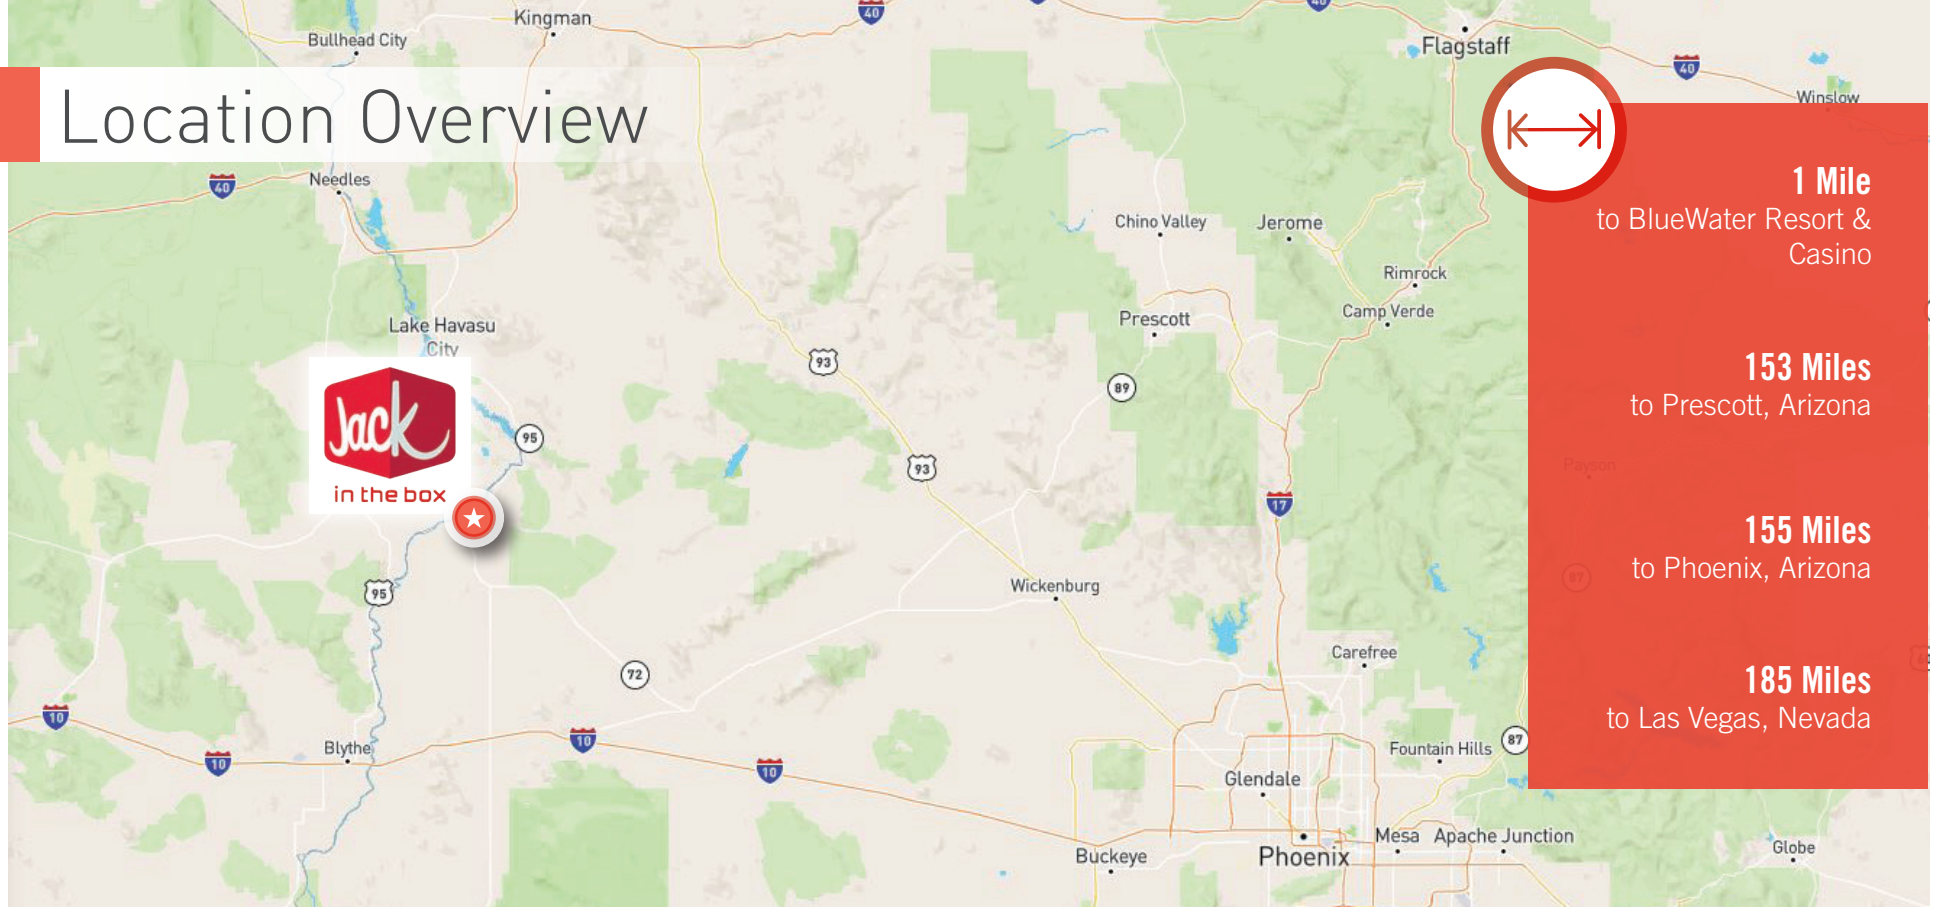 Kingman
40
40
Bullhead City
Flagstaff
40
Location Overview
Winslow
Needles
40
1 Mile
to BlueWater Resort &
Casino
Chino Valley
Jerome
Rimrock
Camp Verde
Prescott
Lake Havasu
City
93
89
153 Miles
to Prescott, Arizona
Jack
in the box
95
93
Payson
17
155 Miles
to Phoenix, Arizona
87
95
Wickenburg
Carefree
72
185 Miles
to Las Vegas, Nevada
10
10
Blythe
10
10
Fountain Hills
87
Glendale
Mesa
Apache Junction
Phoenix
Buckeye
Globe